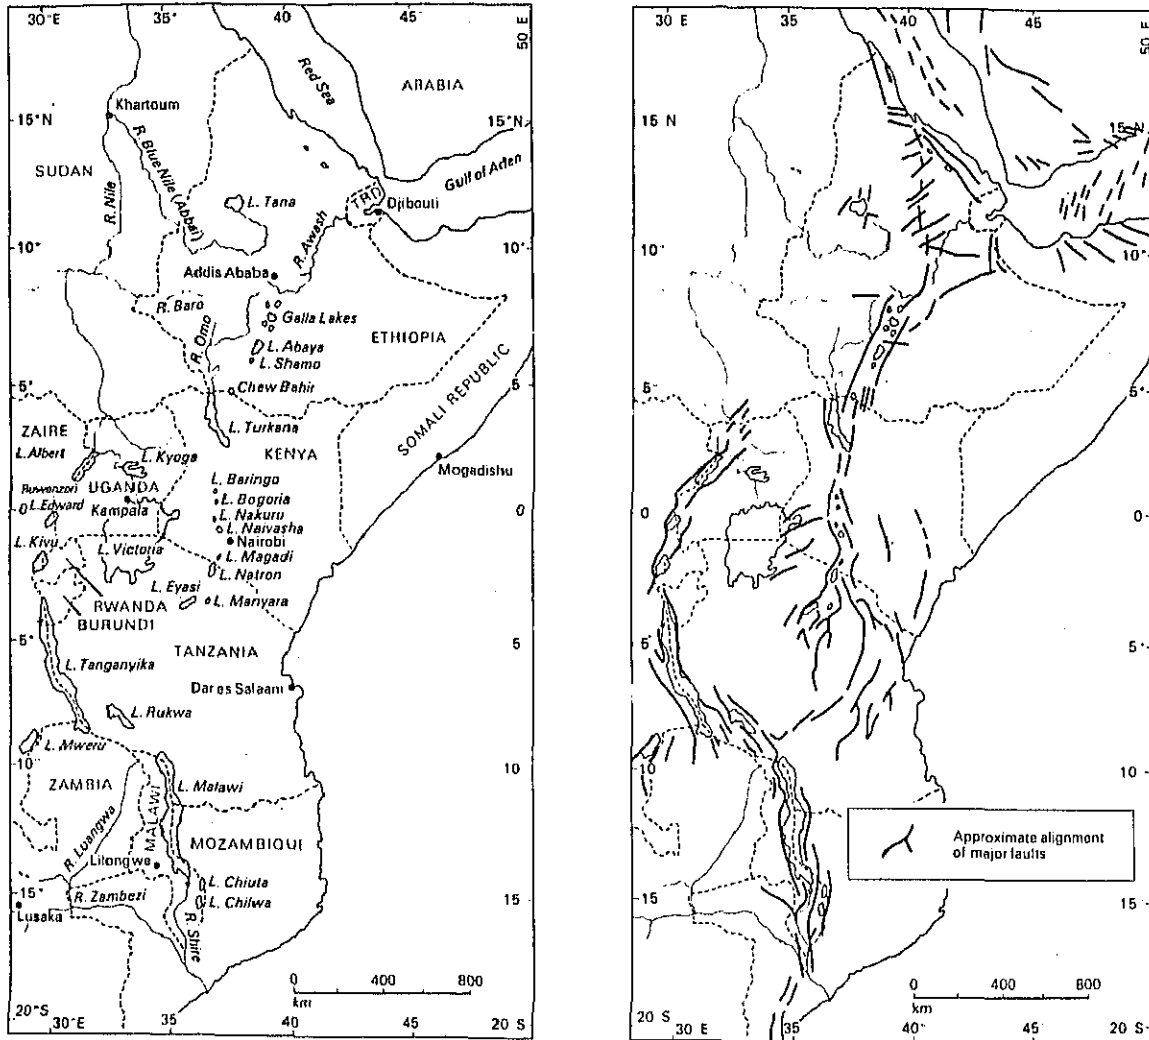 30°E
35°
40°
45°
50 E
Red Sea
ARABIA
Khartoum
15°N
15°N
SUDAN
R. Nile
R. Blue Nile (Abbai)
Gulf of Aden
TRD
Djibouti
L. Tana
R. Awash
10°
10°
Addis Ababa
R. Baro
Galla Lakes
R. Omo
ETHIOPIA
L. Abaya
L. Shamo
Chew Bahir
5°
5°
SOMALI REPUBLIC
L. Turkana
ZAIRE
L. Albert
L. Kyoga
KENYA
Mogadishu
L. Baringo
Ruwenzori
UGANDA
L. Bogoria
L. Edward
Kampala
L. Nakuru
0
0
L. Naivasha
L. Kivu
L. Victoria
Nairobi
L. Magadi
L. Natron
L. Eyasi
L. Manyara
RWANDA
BURUNDI
5°
5
TANZANIA
L. Tanganyika
Dar es Salaam
L. Rukwa
L. Mweru
10
10
ZAMBIA
L. Malawi
MALAWI
R. Luangwa
MOZAMBIQUE
Lilongwe
15°
15
L. Chiuta
R. Zambezi
L. Chilwa
Lusaka
R. Shire
0 400 800
km
20°S
30°E
35
40
45
20 S
30 E
35°
40
45
50 E
15 N
15 N
10°
10°
5°
5
0
0
5°
5°
10
10
Approximate alignment
of major faults
15
15
0 400 800
km
20 S
30 E
35
40
45
20 S